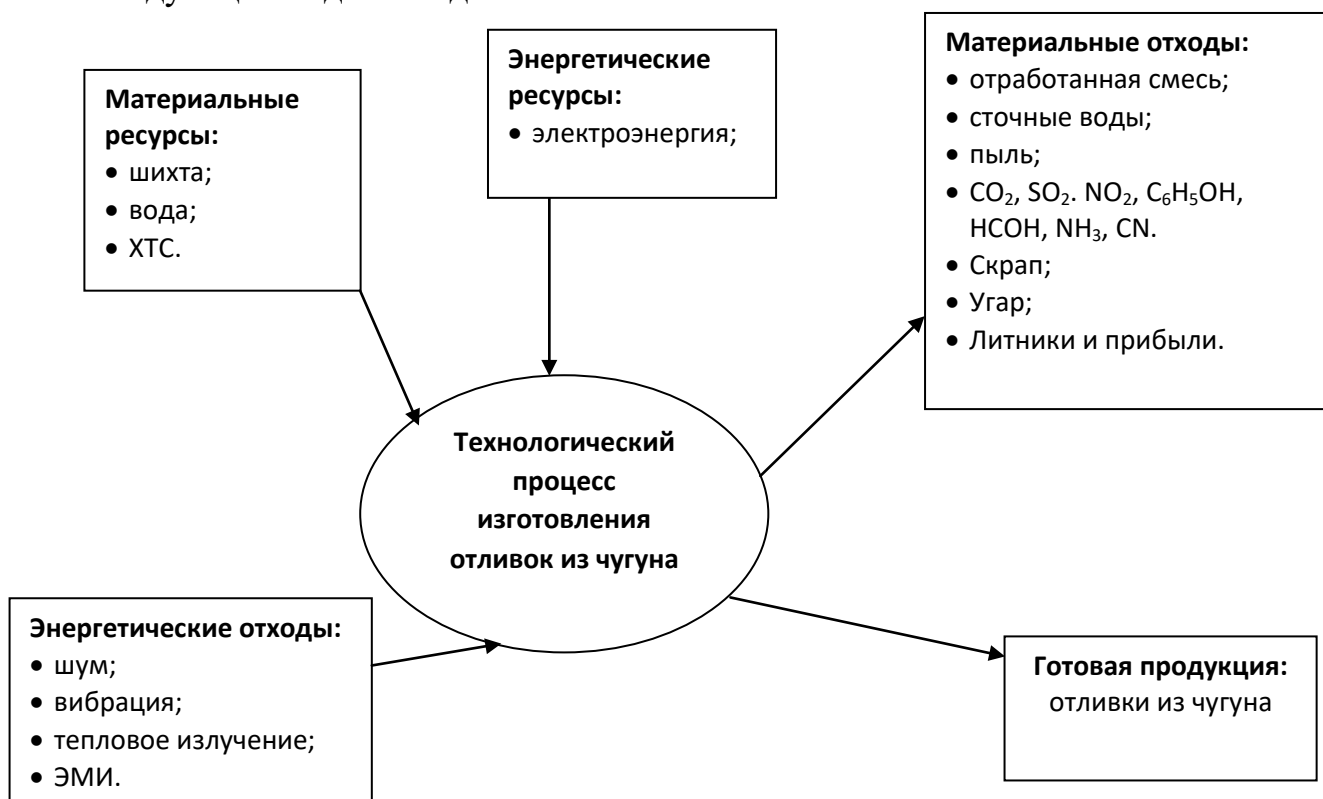 Материальные
ресурсы:
• шихта;
• вода;
• ХТС.
Энергетические
ресурсы:
• электроэнергия;
Материальные отходы:
• отработанная смесь;
• сточные воды;
• пыль;
• CO₂, SO₂. NO₂, C₆H₅OH,
HCOH, NH₃, CN.
• Скрап;
• Угар;
• Литники и прибыли.
Технологический
процесс
изготовления
отливок из чугуна
Энергетические отходы:
• шум;
• вибрация;
• тепловое излучение;
• ЭМИ.
Готовая продукция:
отливки из чугуна